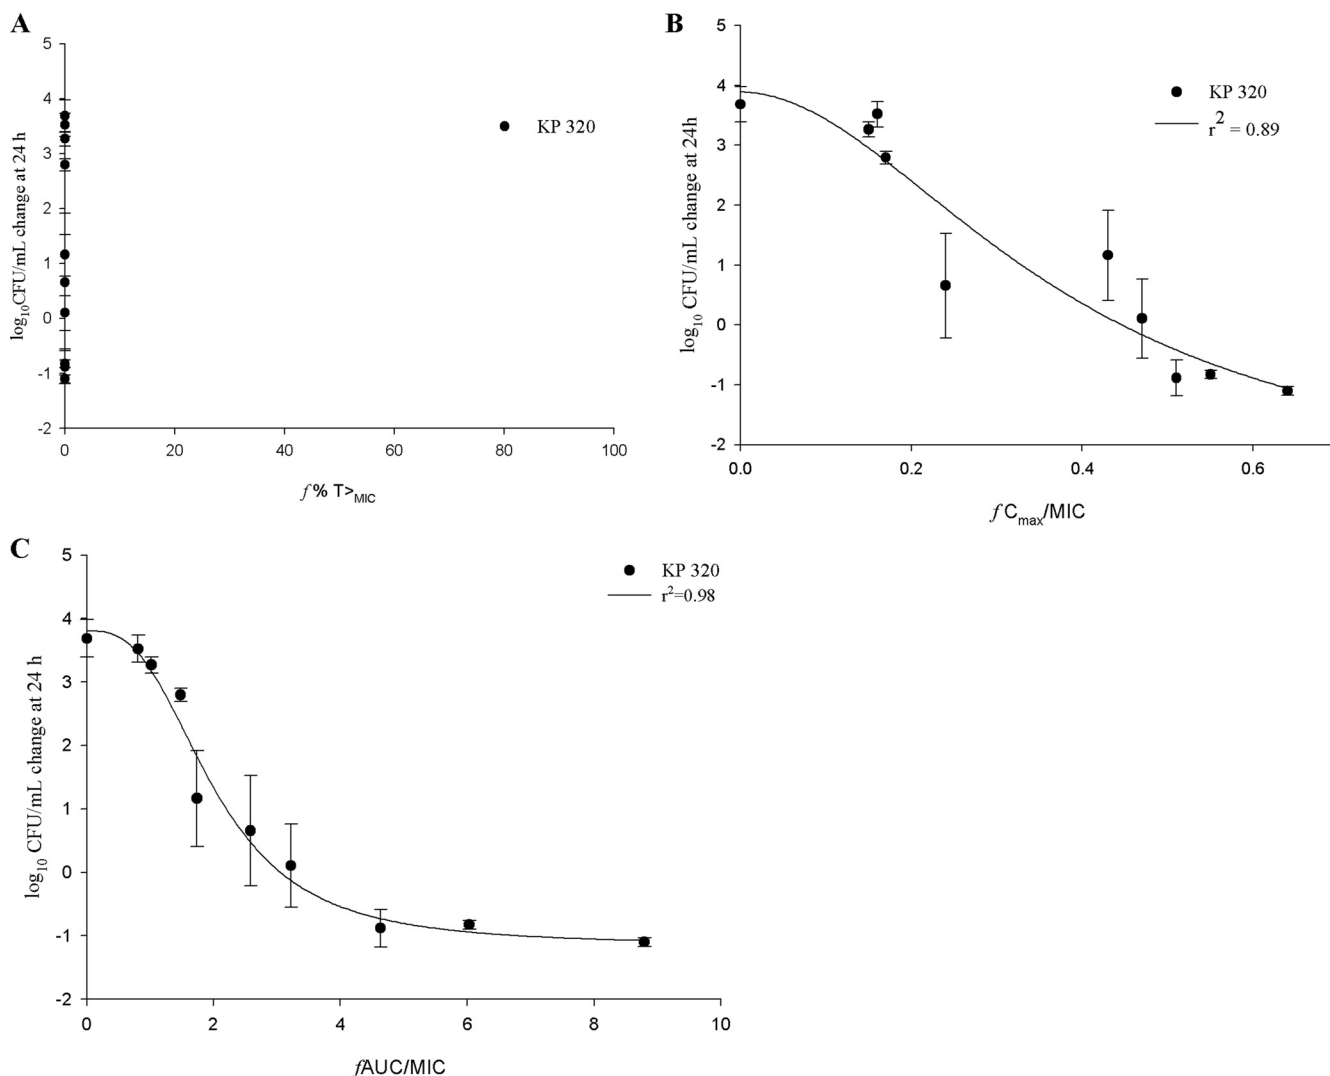 A
5
4
3
2
1
0
-1
-2
log₁₀CFU/mL change at 24 h
0 20 40 60 80 100
f % T>MIC
KP 320
B
5
4
3
2
1
0
-1
-2
log₁₀ CFU/mL change at 24h
0.0 0.2 0.4 0.6
f Cmax/MIC
KP 320
r² = 0.89
C
5
4
3
2
1
0
-1
-2
log₁₀ CFU/mL change at 24 h
0 2 4 6 8 10
fAUC/MIC
KP 320
r²=0.98